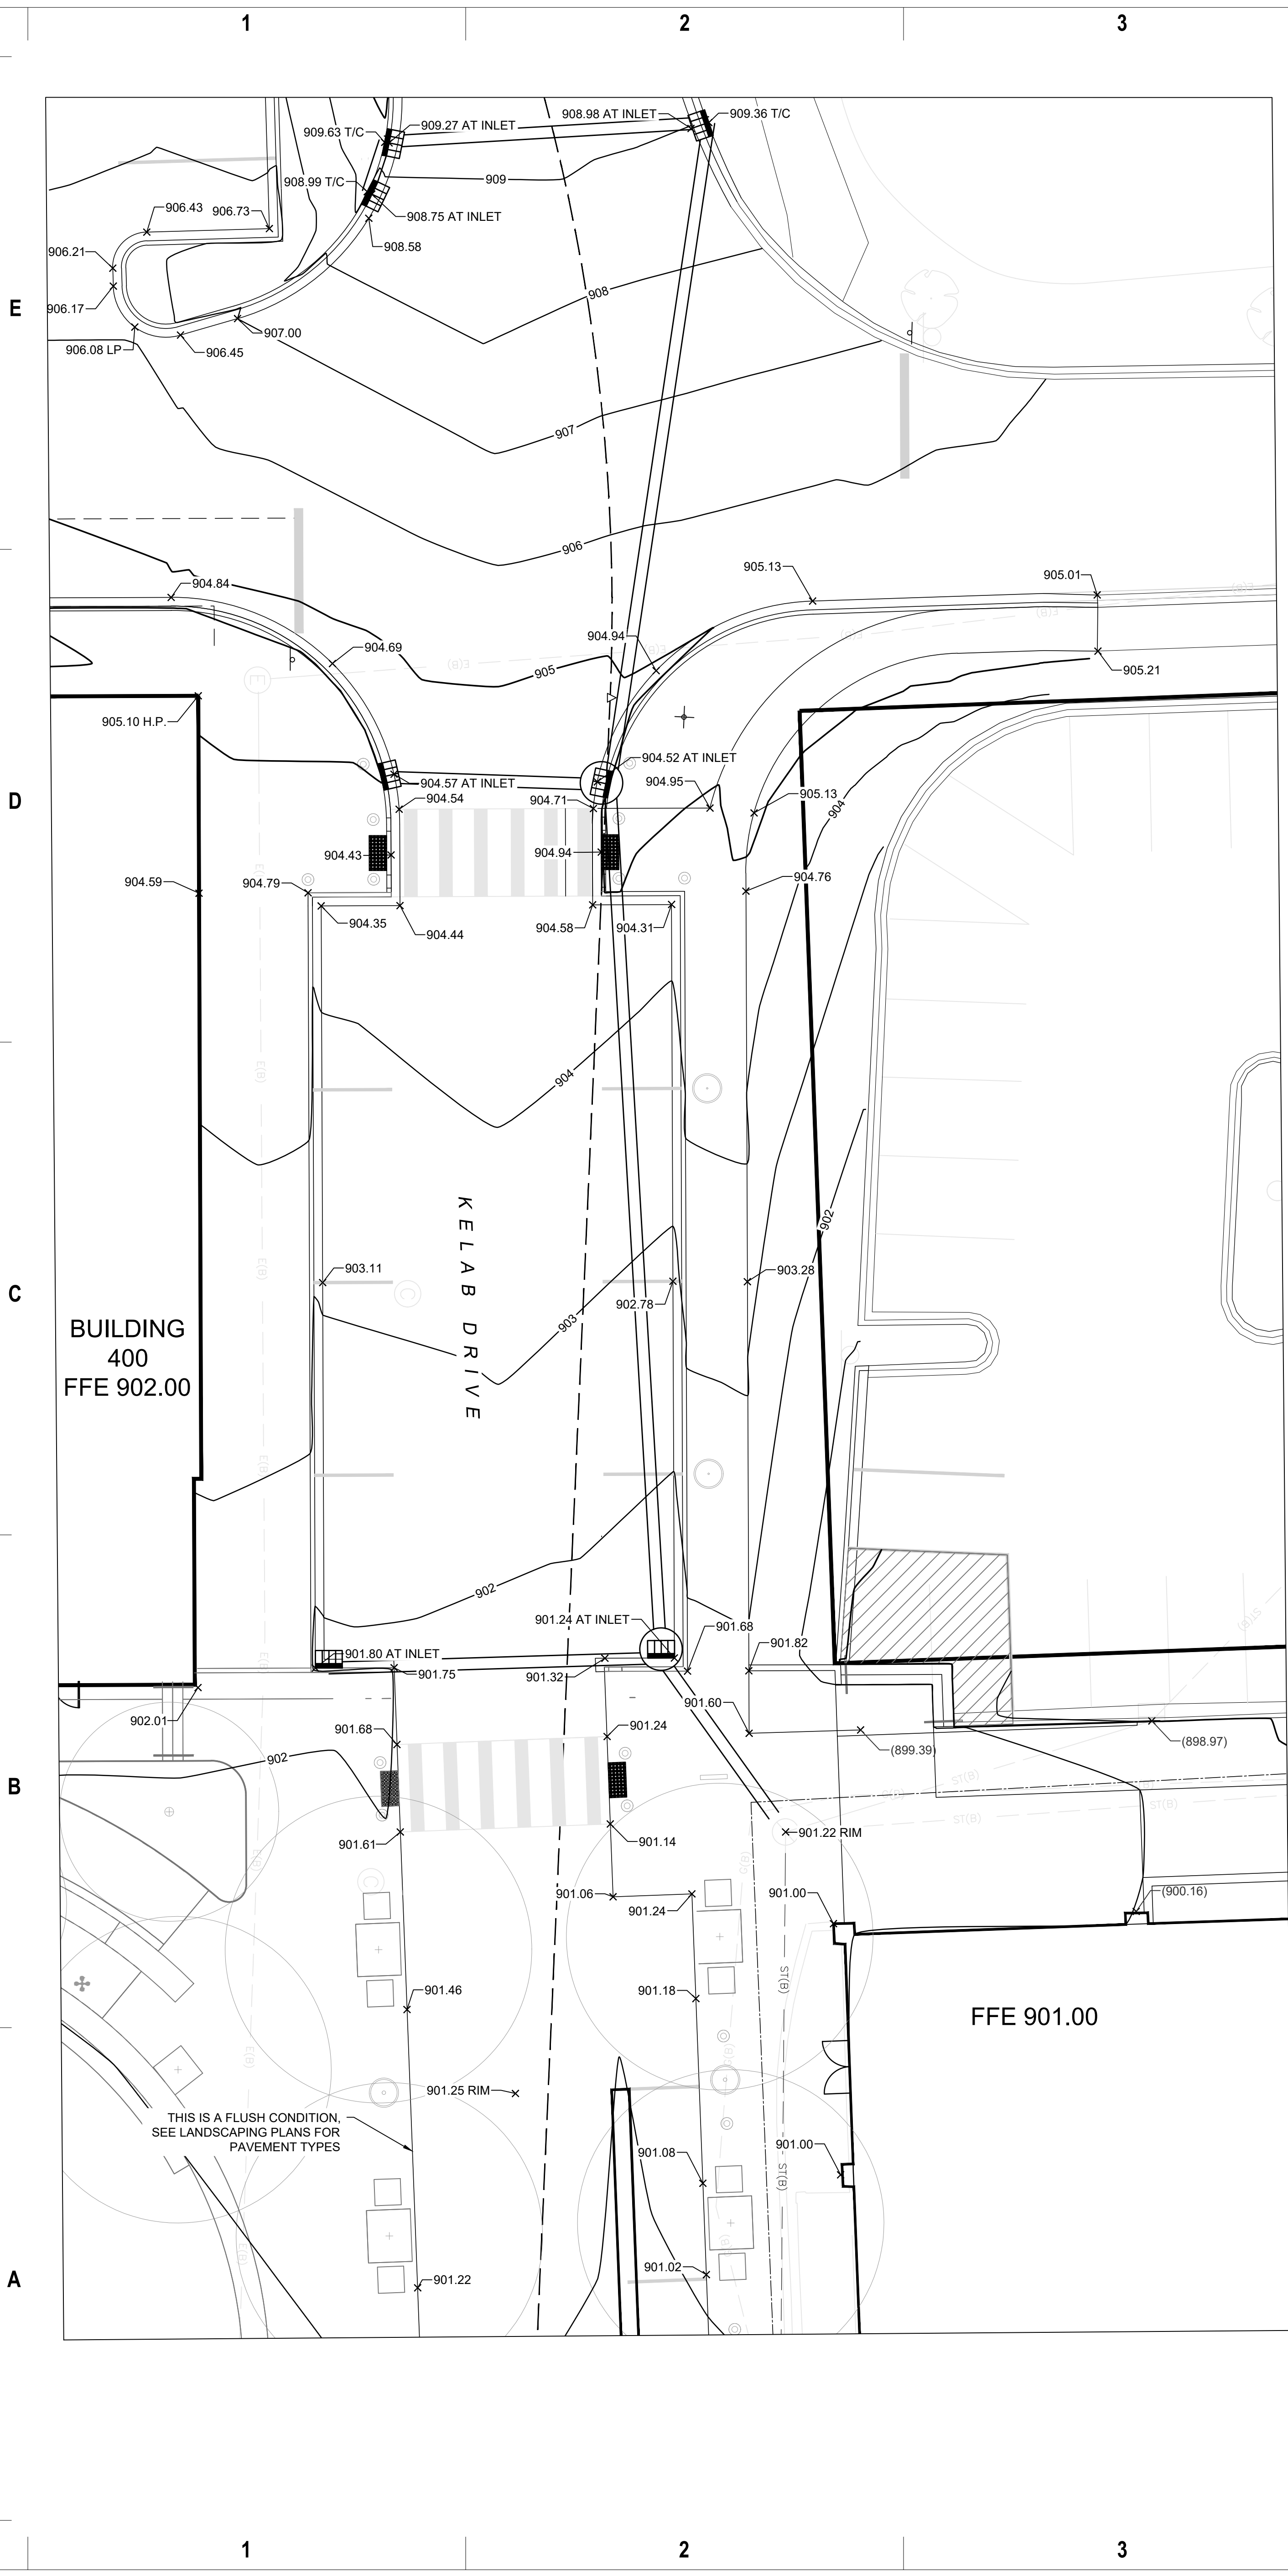 1 2 3
908.98 AT INLET
909.36 T/C
909.27 AT INLET
909.63 T/C
909
908.99 T/C
908.75 AT INLET
906.43
906.73
908.58
906.21
908
E
906.17
907.00
906.08 LP
906.45
907
906
905.13
905.01
904.84
904.94
E(B)
E(B)
E(B)
904.69
E(B)
905
905.21
E
905.10 H.P.
904.52 AT INLET
904.57 AT INLET
904.95
D
904.54
904.71
905.13
904
904.43
904.94
E(B)
904.59
904.79
904.76
904.35
904.44
904.58
904.31
E(B)
904
KELAB DRIVE
902
E(B)
903.11
903.28
C
C
902.78
903
BUILDING
400
FFE 902.00
E(B)
902
901.24 AT INLET
901.68
ST(B)
901.80 AT INLET
901.82
E(B)
901.75
901.32
901.60
902.01
901.68
901.24
(899.39)
(898.97)
902
B
ST(B)
G(B)
ST(B)
901.61
901.14
901.22 RIM
E(B)
G(B)
C
901.06
901.00
(900.16)
901.24
901.46
901.18
ST(B)
FFE 901.00
E(B)
901.25 RIM
THIS IS A FLUSH CONDITION,
SEE LANDSCAPING PLANS FOR
PAVEMENT TYPES
901.08
901.00
ST(B)
E(B)
901.02
A
901.22
1 2 3